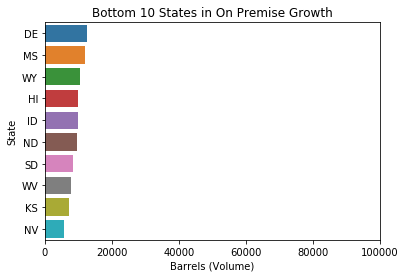 Bottom 10 States in On Premise Growth
DE
MS
WY
HI
ID
ND
SD
WV
KS
NV
State
0 20000 40000 60000 80000 100000
Barrels (Volume)